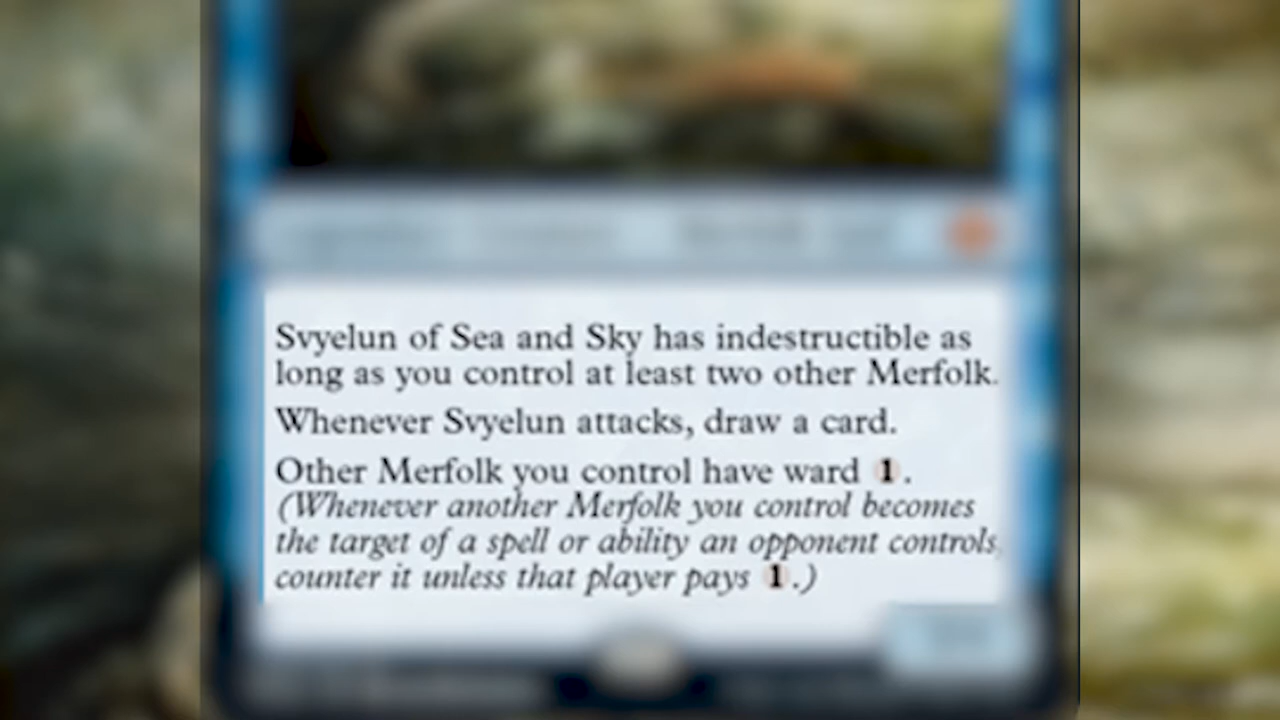 Svyelun of Sea and Sky has indestructible as
long as you control at least two other Merfolk.
Whenever Svyelun attacks, draw a card.
Other Merfolk you control have ward 1.
(Whenever another Merfolk you control becomes
the target of a spell or ability an opponent controls,
counter it unless that player pays 1.)